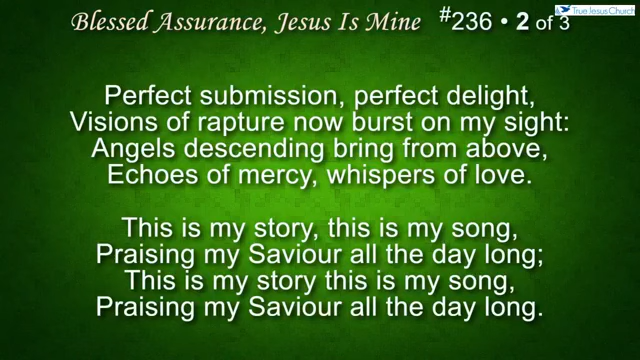 Blessed Assurance, Jesus Is Mine #236 • 2 of 3
True Jesus Church
Perfect submission, perfect delight,
Visions of rapture now burst on my sight:
Angels descending bring from above,
Echoes of mercy, whispers of love.
This is my story, this is my song,
Praising my Saviour all the day long;
This is my story this is my song,
Praising my Saviour all the day long.